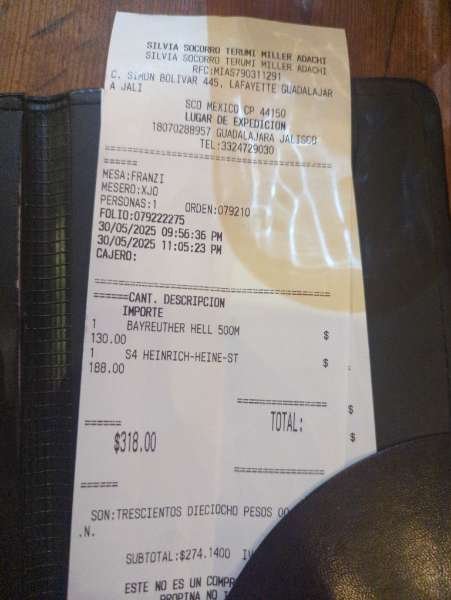 SILVIA SOCORRO TERUMI MILLER ADACHI
SILVIA SOCORRO TERUMI MILLER ADACHI
RFC:MIAS790311291
C. SIMON BOLIVAR 445, LAFAYETTE GUADALAJAR
A JALI
SCO MEXICO CP 44150
LUGAR DE EXPEDICION
18070288957 GUADALAJARA JALISCO
TEL:3324729030
======
MESA:FRANZI
MESERO:XJO
PERSONAS:1 ORDEN:079210
FOLIO:079222275
30/05/2025 09:56:36 PM
30/05/2025 11:05:23 PM
CAJERO:
======CANT. DESCRIPCION
IMPORTE
1 BAYREUTHER HELL 500M $
130.00
1 S4 HEINRICH-HEINE-ST $
188.00
TOTAL: $
$318.00 $
SON:TRESCIENTOS DIECIOCHO PESOS 00
.N.
SUBTOTAL:$274.1400
ESTE NO ES UN COMPR
PROPINA NO